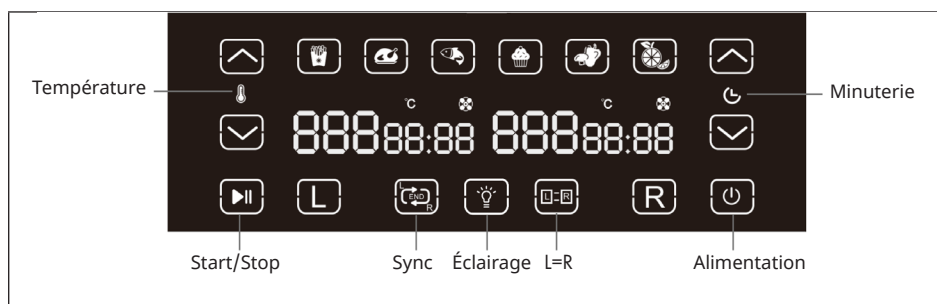 Température
Minuterie
°C °C
888 88:88 888 88:88
L L END R L=R R
Start/Stop Sync Éclairage L=R Alimentation